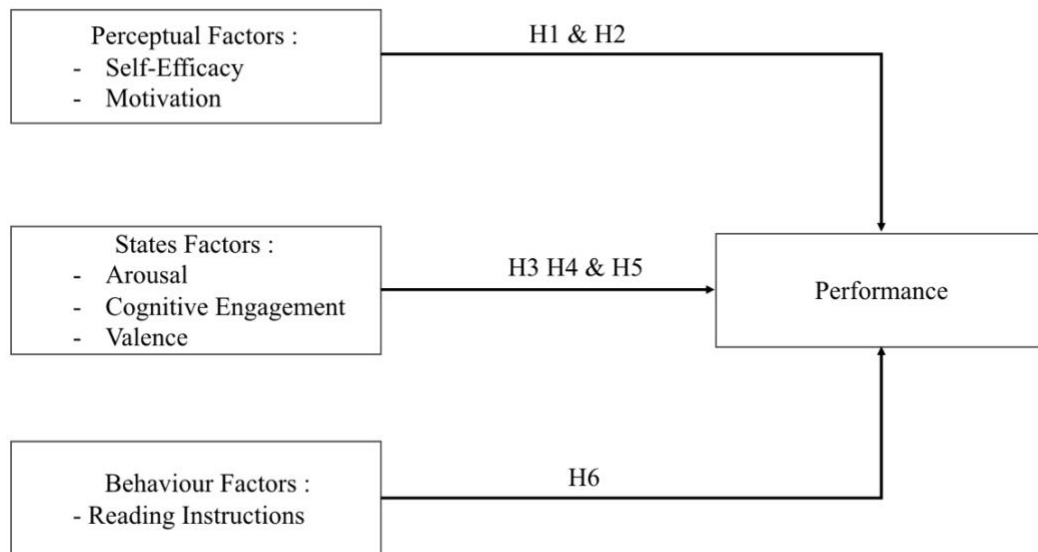 Perceptual Factors :
- Self-Efficacy
- Motivation
H1 & H2
States Factors :
- Arousal
- Cognitive Engagement
- Valence
H3 H4 & H5
Performance
Behaviour Factors :
- Reading Instructions
H6